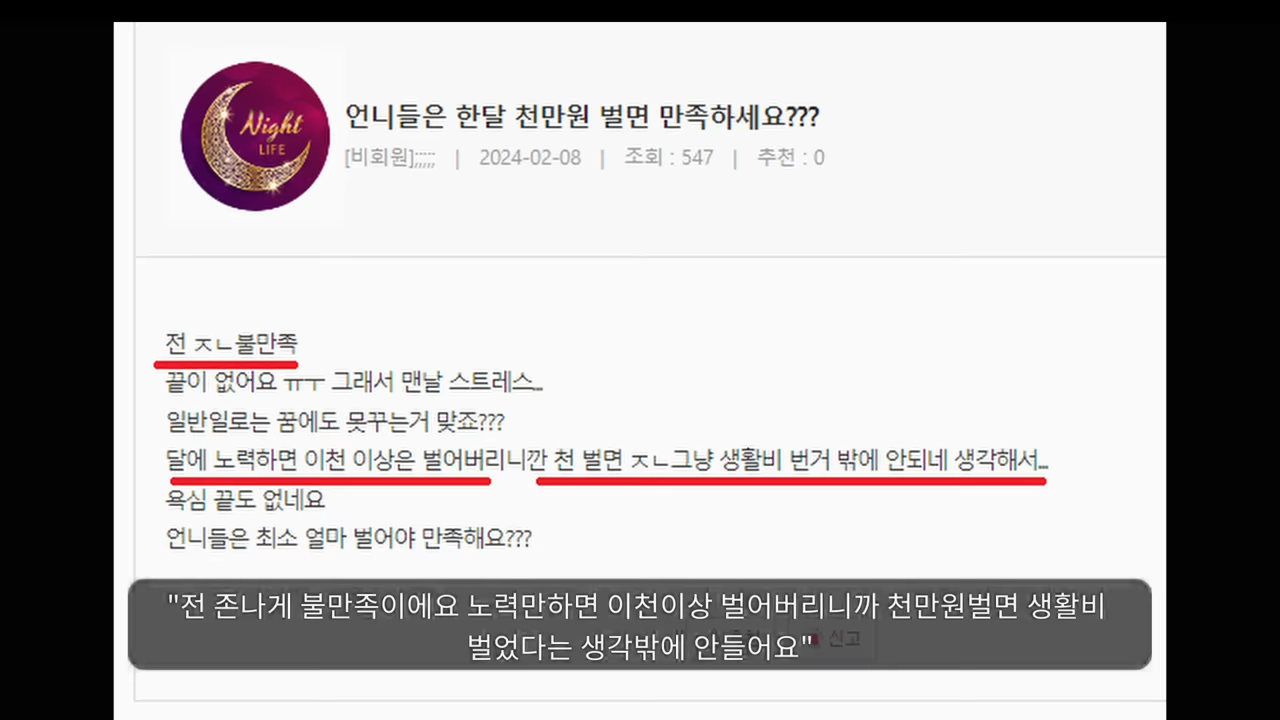 Night
LIFE
언니들은 한달 천만원 벌면 만족하세요???
[비회원];;;;; | 2024-02-08 | 조회 : 547 | 추천 : 0
전 ㅈㄴ불만족
끝이 없어요 ㅠㅜ 그래서 맨날 스트레스...
일반일로는 꿈에도 못꾸는거 맞죠???
달에 노력하면 이천 이상은 벌어버리니깐 천 벌면 ㅈㄴ그냥 생활비 번거 밖에 안되네 생각해서...
욕심 끝도 없네요
언니들은 최소 얼마 벌어야 만족해요???
"전 존나게 불만족이에요 노력만하면 이천이상 벌어버리니까 천만원벌면 생활비
벌었다는 생각밖에 안들어요"
신고